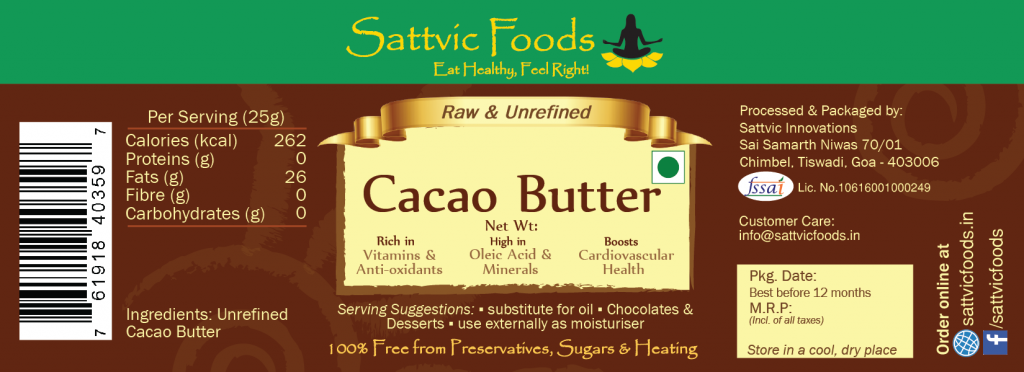 Sattvic Foods
Eat Healthy, Feel Right!
7 61918 40359 7
Per Serving (25g)
Calories (kcal) 262
Proteins (g) 0
Fats (g) 26
Fibre (g) 0
Carbohydrates (g) 0
Ingredients: Unrefined
Cacao Butter
Raw & Unrefined
Cacao Butter
Net Wt:
Rich in
Vitamins &
Anti-oxidants
High in
Oleic Acid &
Minerals
Boosts
Cardiovascular
Health
Serving Suggestions: ▪ substitute for oil ▪ Chocolates &
Desserts ▪ use externally as moisturiser
100% Free from Preservatives, Sugars & Heating
Processed & Packaged by:
Sattvic Innovations
Sai Samarth Niwas 70/01
Chimbel, Tiswadi, Goa - 403006
fssai Lic. No.10616001000249
Customer Care:
info@sattvicfoods.in
Pkg. Date:
Best before 12 months
M.R.P:
(Incl. of all taxes)
Store in a cool, dry place
Order online at
sattvicfoods.in
f /sattvicfoods